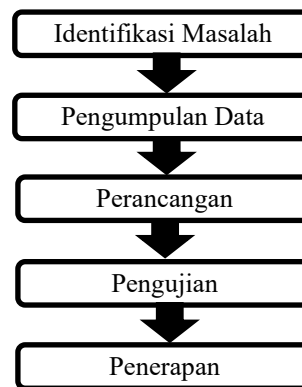 Identifikasi Masalah
Pengumpulan Data
Perancangan
Pengujian
Penerapan